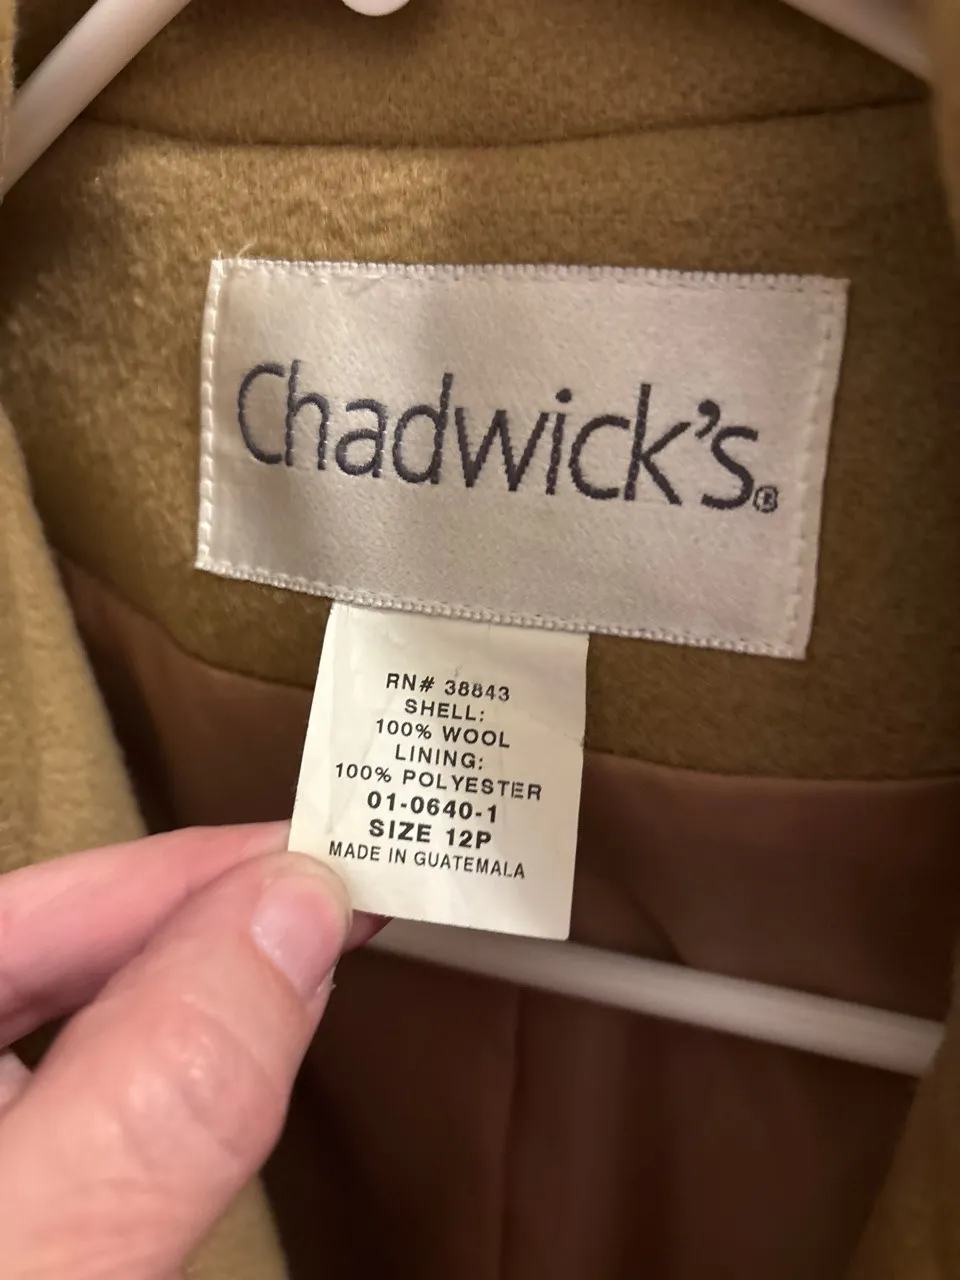 Chadwick's®
RN# 38843
SHELL:
100% WOOL
LINING:
100% POLYESTER
01-0640-1
SIZE 12P
MADE IN GUATEMALA